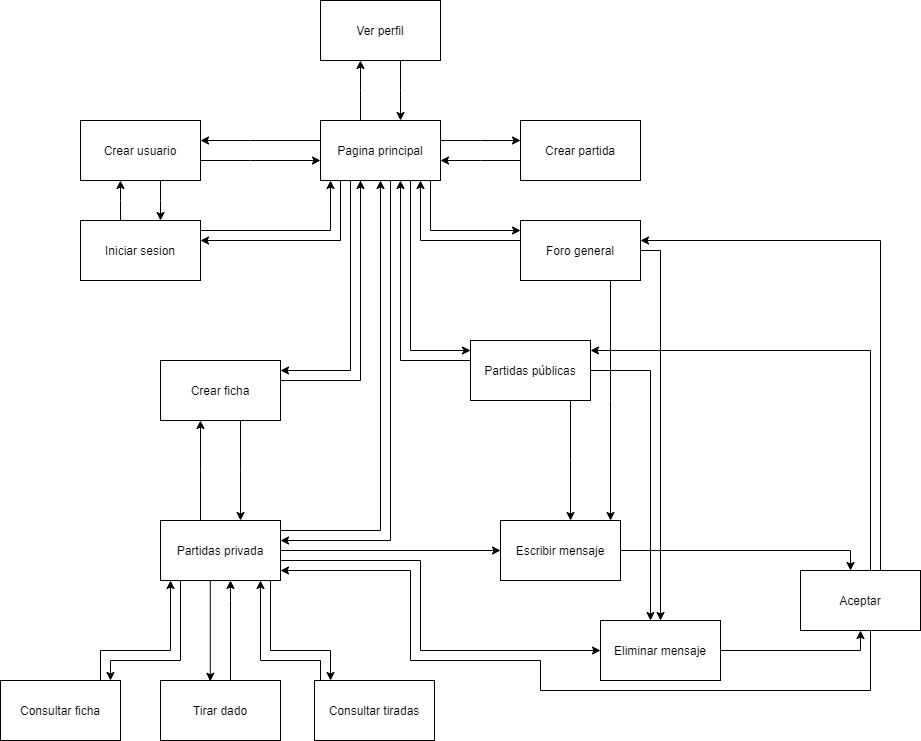 Ver perfil
Crear usuario
Pagina principal
Crear partida
Iniciar sesion
Foro general
Crear ficha
Partidas públicas
Partidas privada
Escribir mensaje
Aceptar
Eliminar mensaje
Consultar ficha
Tirar dado
Consultar tiradas